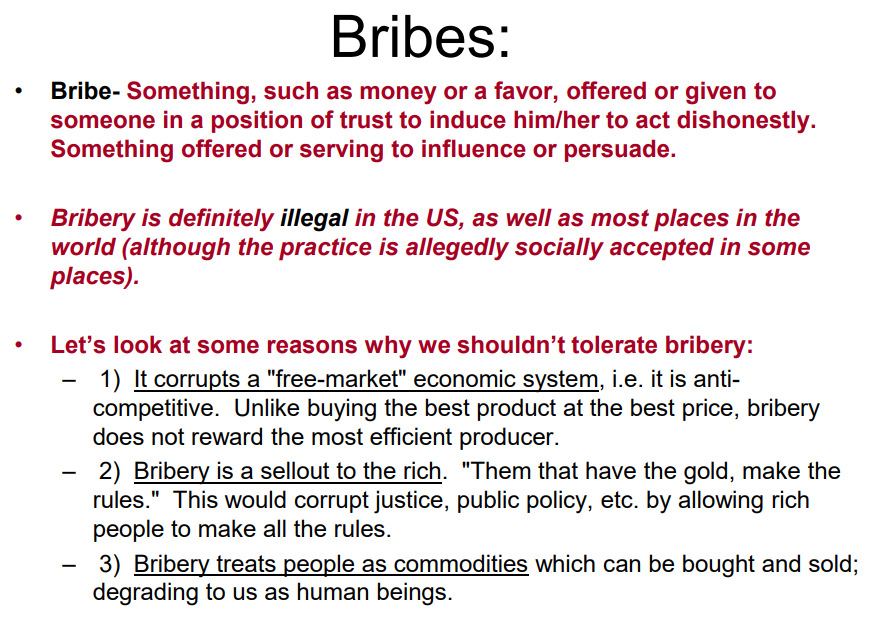 Bribes:
• Bribe- Something, such as money or a favor, offered or given to
someone in a position of trust to induce him/her to act dishonestly.
Something offered or serving to influence or persuade.
• Bribery is definitely illegal in the US, as well as most places in the
world (although the practice is allegedly socially accepted in some
places).
• Let’s look at some reasons why we shouldn’t tolerate bribery:
– 1) It corrupts a "free-market" economic system, i.e. it is anti-
competitive. Unlike buying the best product at the best price, bribery
does not reward the most efficient producer.
– 2) Bribery is a sellout to the rich. "Them that have the gold, make the
rules." This would corrupt justice, public policy, etc. by allowing rich
people to make all the rules.
– 3) Bribery treats people as commodities which can be bought and sold;
degrading to us as human beings.